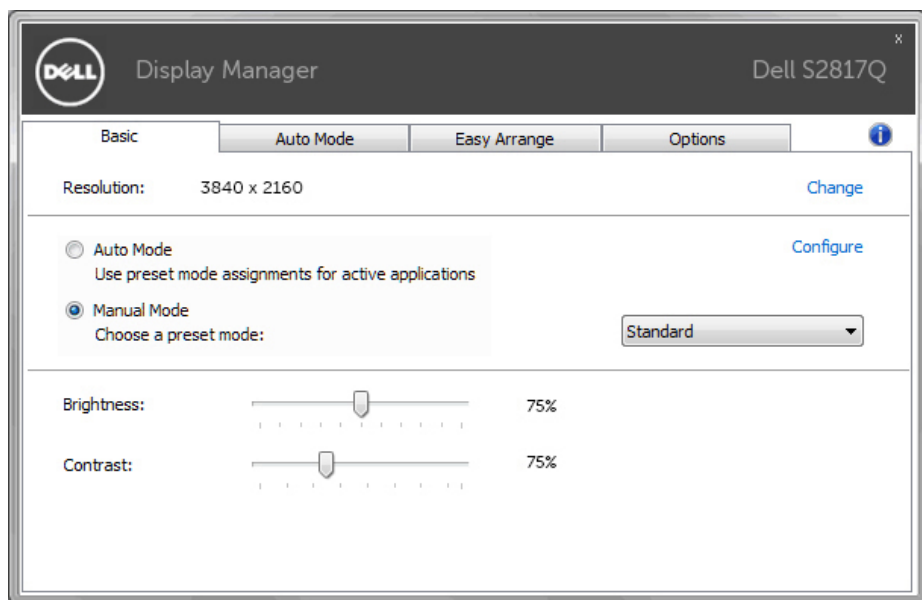 DELL Display Manager Dell S2817Q
x
Basic Auto Mode Easy Arrange Options i
Resolution: 3840 x 2160 Change
Auto Mode Configure
Use preset mode assignments for active applications
Manual Mode
Choose a preset mode: Standard
Brightness: 75%
Contrast: 75%